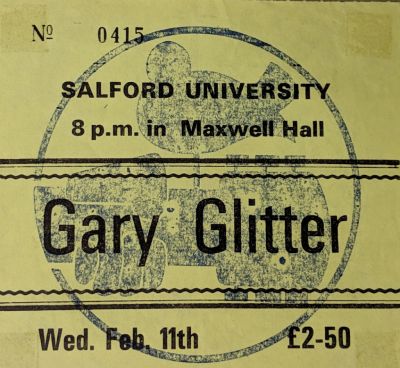 Nº 0415
SALFORD UNIVERSITY
8 p.m. in Maxwell Hall
Gary Glitter
Wed. Feb. 11th £2-50